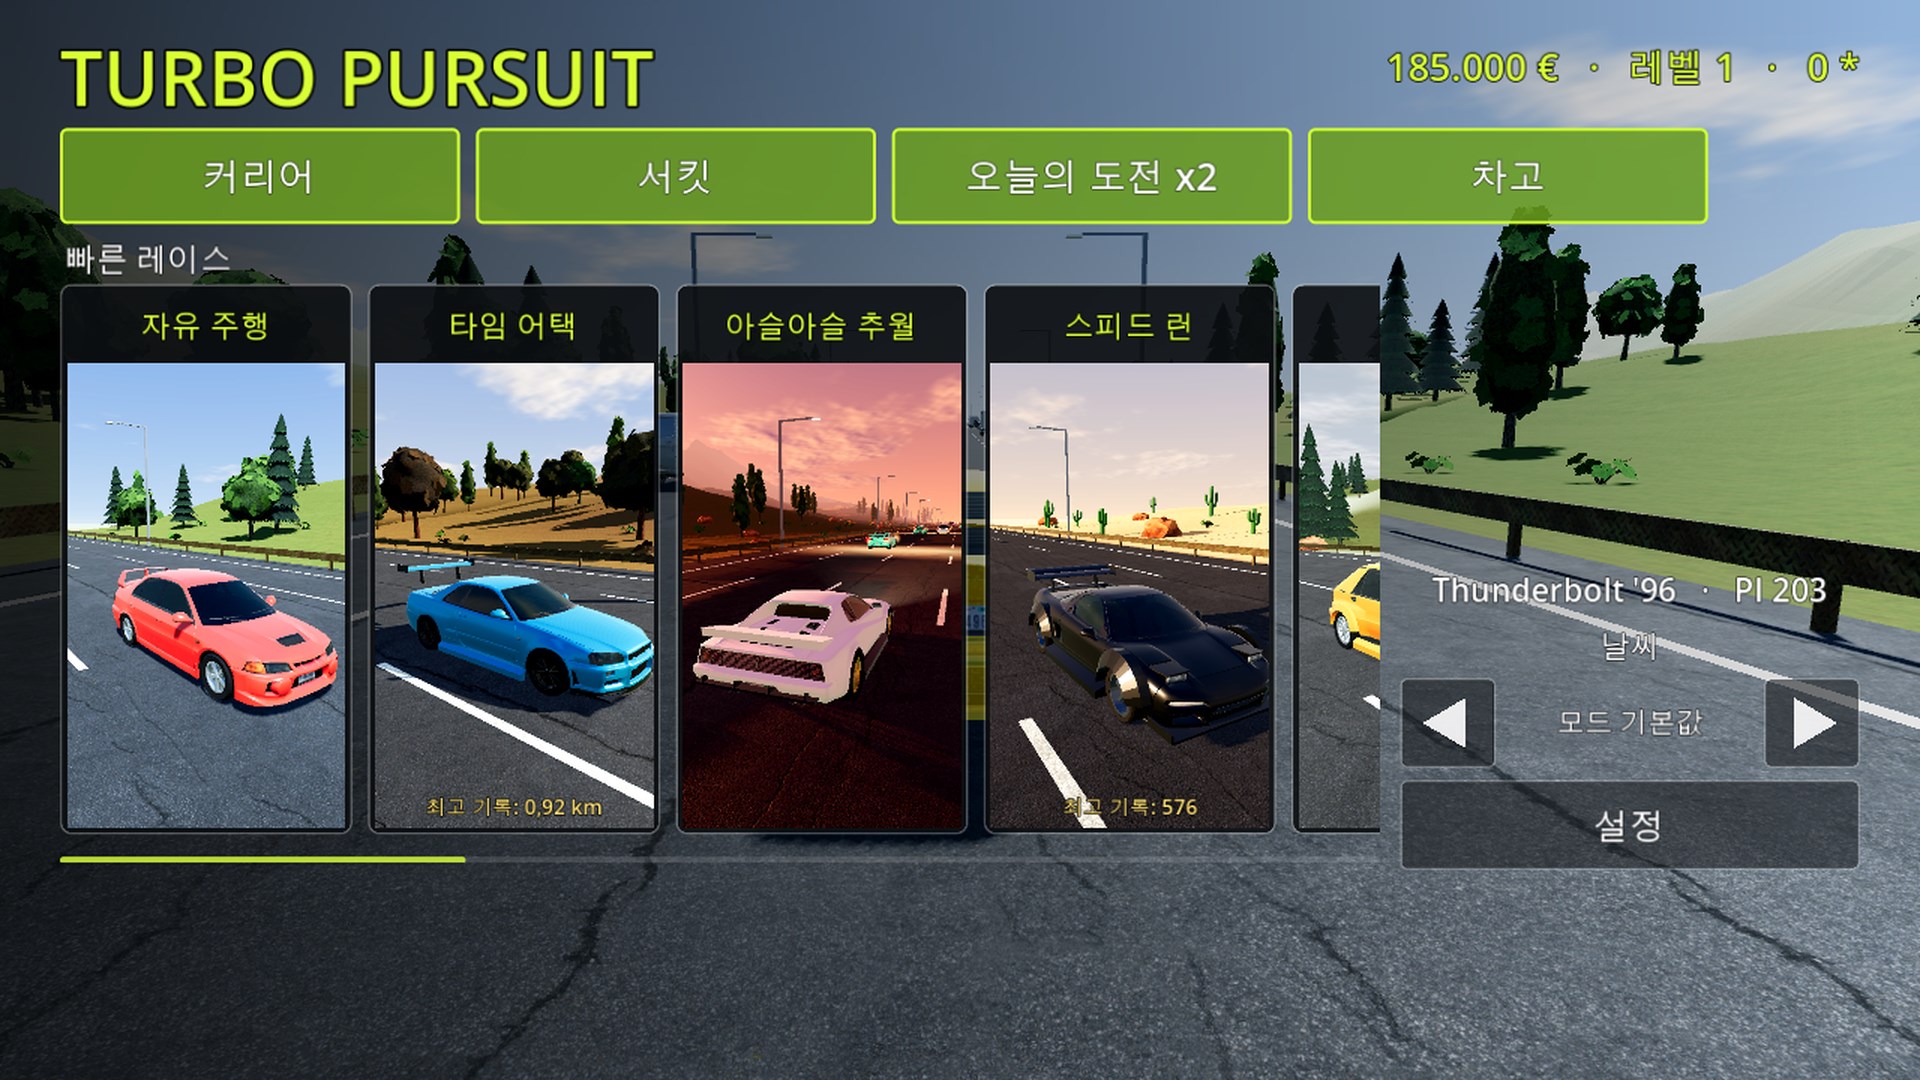 TURBO PURSUIT
185.000 € · 레벨 1 · 0 *
커리어
서킷
오늘의 도전 x2
차고
빠른 레이스
자유 주행
타임 어택
아슬아슬 추월
스피드 런
최고 기록: 0,92 km
최고 기록: 576
Thunderbolt '96 · PI 203
날씨
모드 기본값
설정